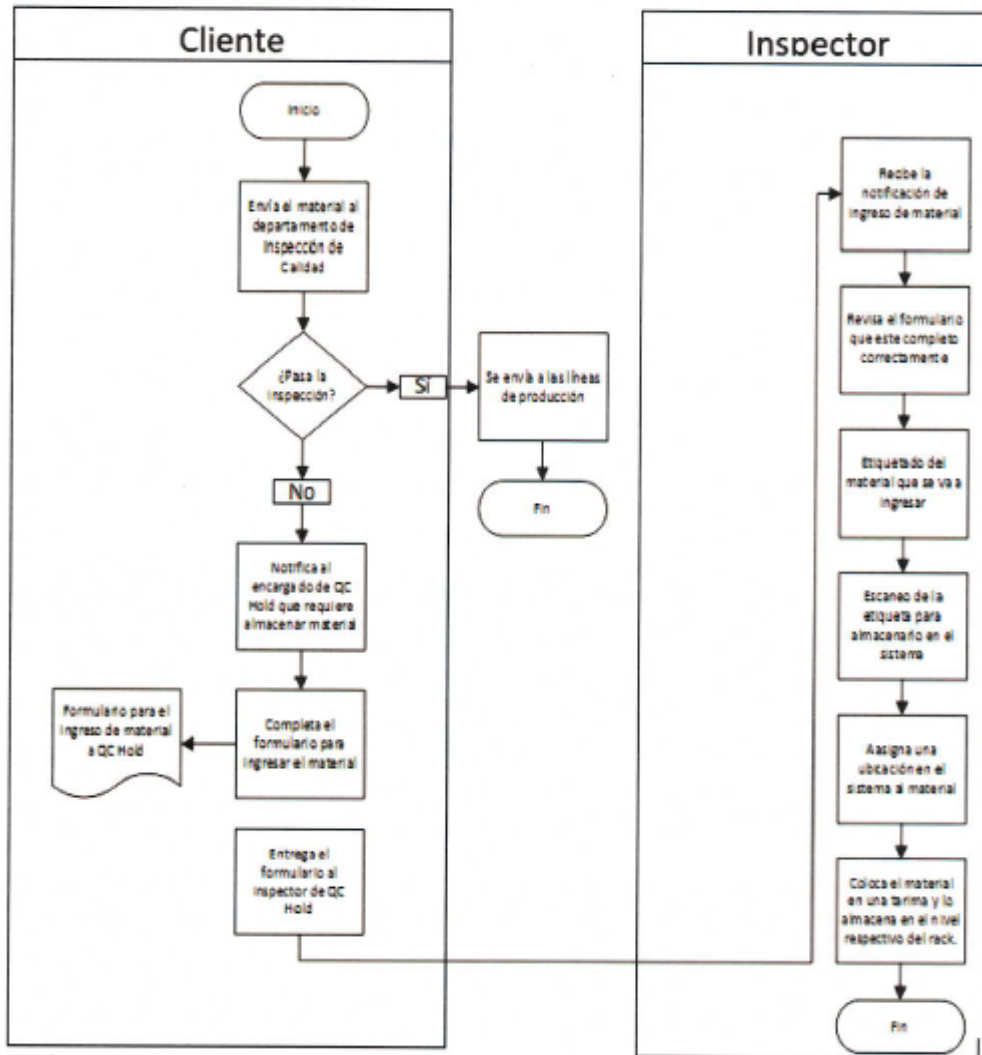 Cliente
Inicio
Envía el material al
departamento de
Inspección de
Calidad
¿Pasa la
Inspección?
Sí
Se envía a las líneas
de producción
Fin
No
Notifica al
encargado de QC
Hold que requiere
almacenar material
Completa el
formulario para
ingresar el material
Formulario para el
ingreso de material
a QC Hold
Entrega el
formulario al
inspector de QC
Hold
Inspector
Recibe la
notificación de
ingreso de material
Revisa el formulario
que este completo
correctamente
Etiquetado del
material que se va a
ingresar
Escaneo de la
etiqueta para
almacenarlo en el
sistema
Aasigna una
ubicación en el
sistema al material
Coloca el material
en una tarima y lo
almacena en el nivel
respectivo del rack.
Fin